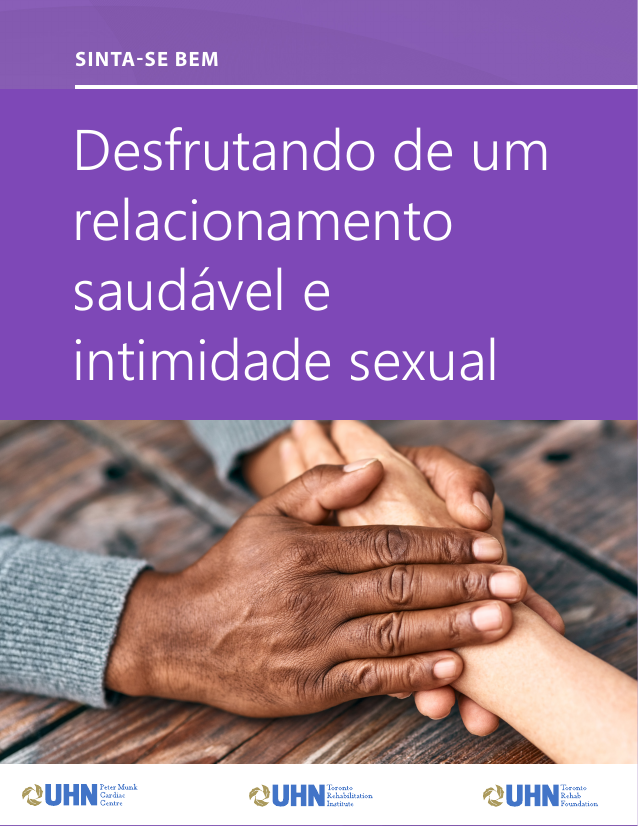 SINTA-SE BEM
Desfrutando de um
relacionamento
saudável e
intimidade sexual
UHN Peter Munk
Cardiac
Centre
UHN Toronto
Rehabilitation
Institute
UHN Toronto
Rehab
Foundation